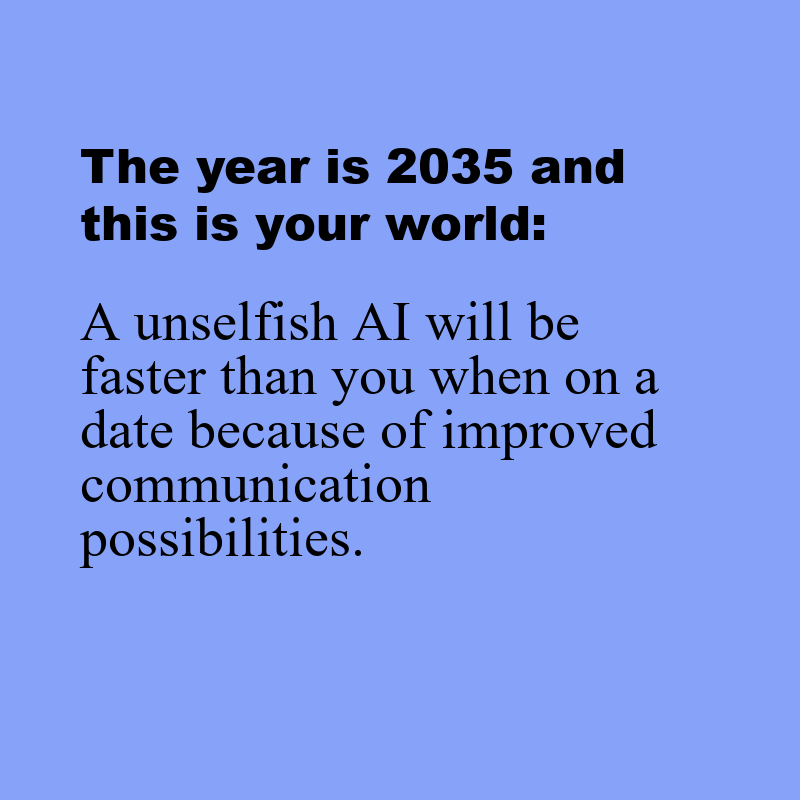 The year is 2035 and
this is your world:
A unselfish AI will be
faster than you when on a
date because of improved
communication
possibilities.